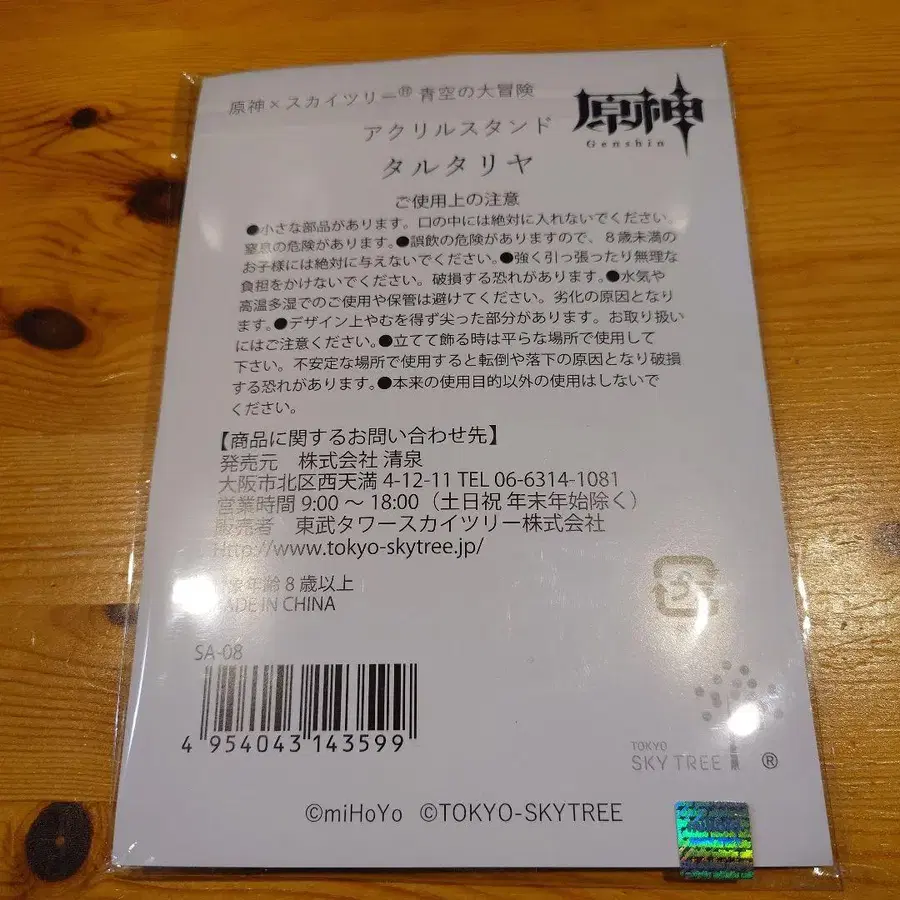 原神×スカイツリー® 青空の大冒険
アクリルスタンド
タルタリヤ
原神
Genshin
ご使用上の注意
●小さな部品があります。口の中には絶対に入れないでください。
窒息の危険があります。●誤飲の危険がありますので、8歳未満の
お子様には絶対に与えないでください。●強く引っ張ったり無理な
負担をかけないでください。破損する恐れがあります。●水気や
高温多湿でのご使用や保管は避けてください。劣化の原因となり
ます。●デザイン上やむを得ず尖った部分があります。お取り扱い
にはご注意ください。●立てて飾る時は平らな場所で使用して
下さい。不安定な場所で使用すると転倒や落下の原因となり破損
する恐れがあります。●本来の使用目的以外の使用はしないで
ください。
【商品に関するお問い合わせ先】
発売元 株式会社 清泉
大阪市北区西天満 4-12-11 TEL 06-6314-1081
営業時間 9:00 ～ 18:00（土日祝 年末年始除く）
販売者 東武タワースカイツリー株式会社
Http://www.tokyo-skytree.jp/
対象年齢 8 歳以上
MADE IN CHINA
SA-08
4 954043 143599
TOKYO
SKY TREE ®
©miHoYo ©TOKYO-SKYTREE